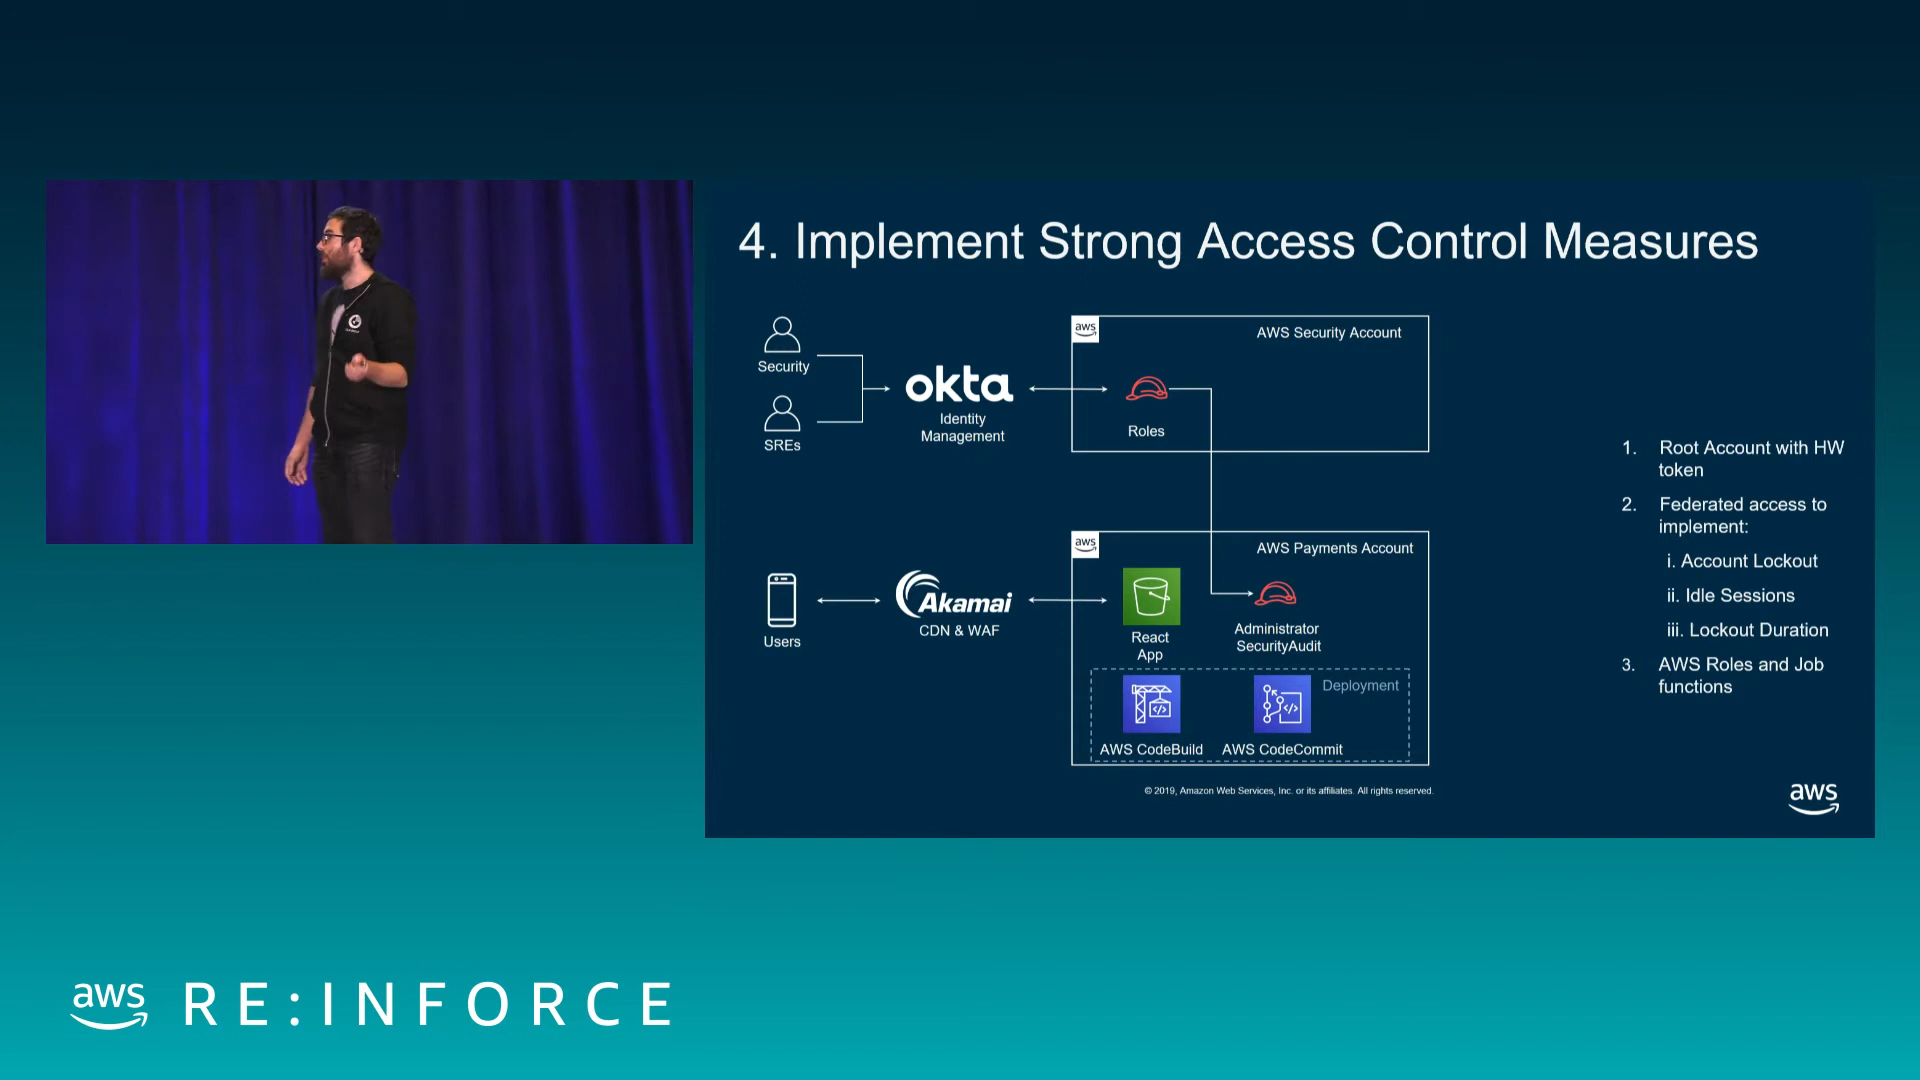 4. Implement Strong Access Control Measures
aws
AWS Security Account
Security
okta
Identity
Management
SREs
Roles
1. Root Account with HW
token
2. Federated access to
implement:
i. Account Lockout
ii. Idle Sessions
iii. Lockout Duration
3. AWS Roles and Job
functions
aws
AWS Payments Account
Users
Akamai
CDN & WAF
React
App
Administrator
SecurityAudit
Deployment
AWS CodeBuild
AWS CodeCommit
© 2019, Amazon Web Services, Inc. or its affiliates. All rights reserved.
aws
aws RE:INFORCE